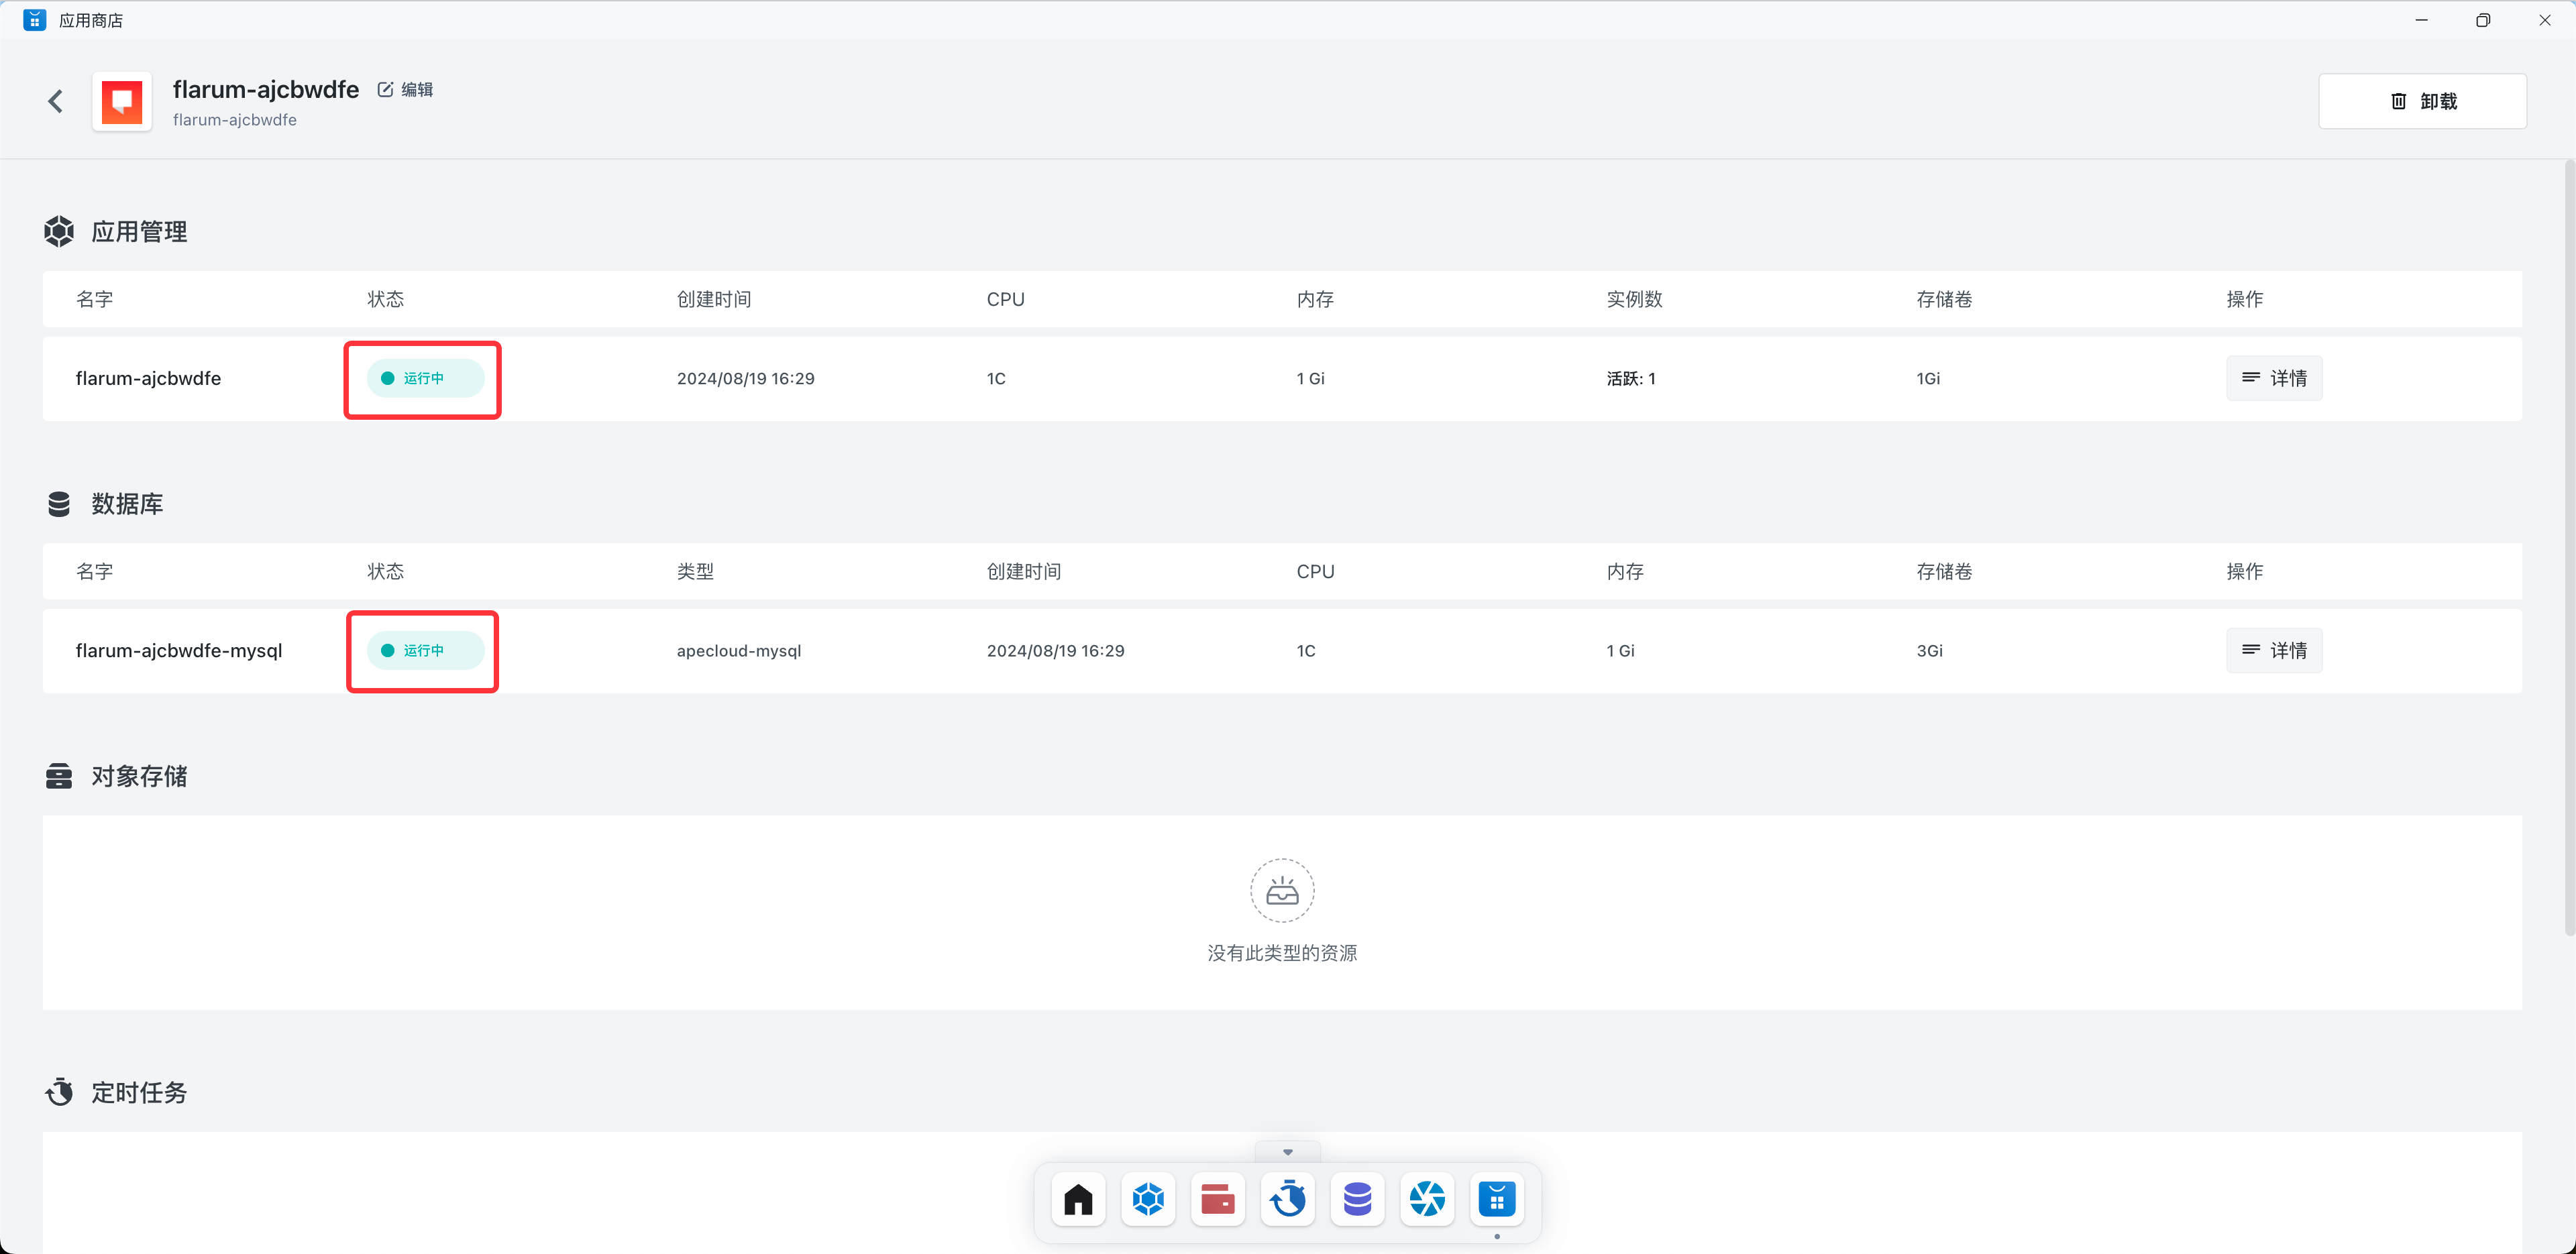 应用商店
flarum-ajcbwdfe 编辑
flarum-ajcbwdfe
卸载
应用管理
名字 状态 创建时间 CPU 内存 实例数 存储卷 操作
flarum-ajcbwdfe 运行中 2024/08/19 16:29 1C 1 Gi 活跃: 1 1Gi 详情
数据库
名字 状态 类型 创建时间 CPU 内存 存储卷 操作
flarum-ajcbwdfe-mysql 运行中 apecloud-mysql 2024/08/19 16:29 1C 1 Gi 3Gi 详情
对象存储
没有此类型的资源
定时任务